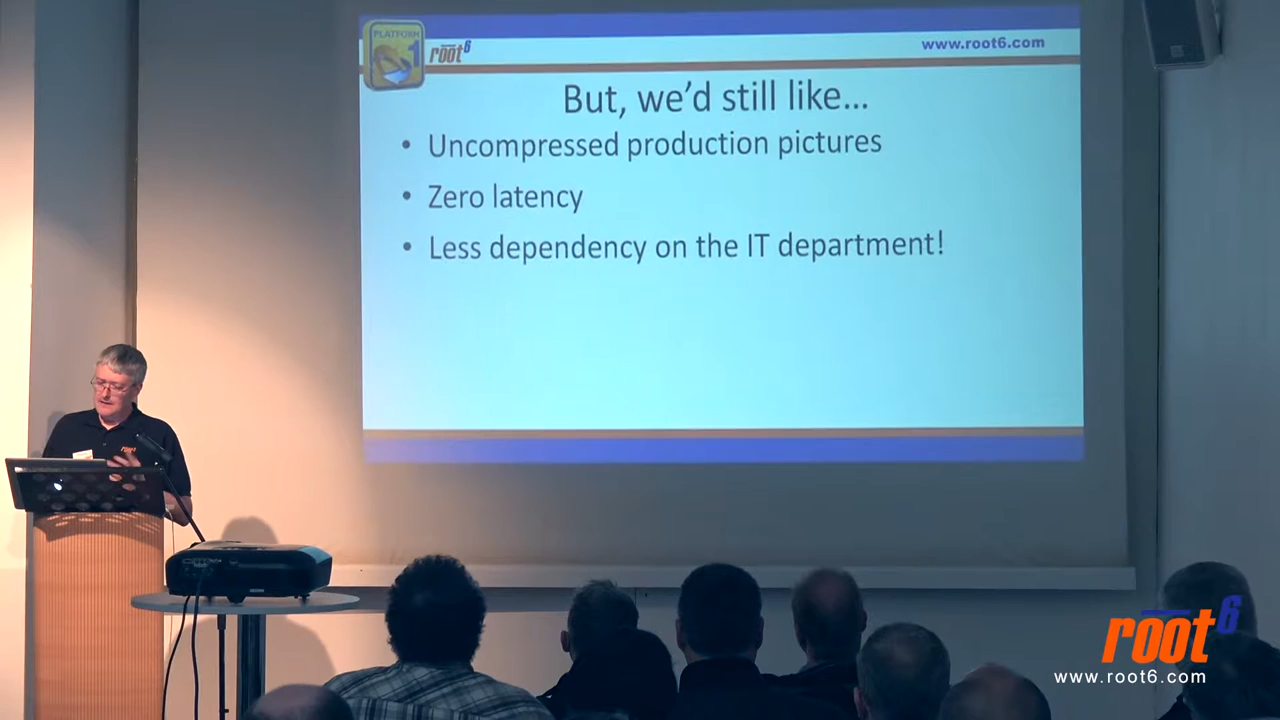 PLATFORM
1
root6
www.root6.com
But, we'd still like...
• Uncompressed production pictures
• Zero latency
• Less dependency on the IT department!
root6
www.root6.com